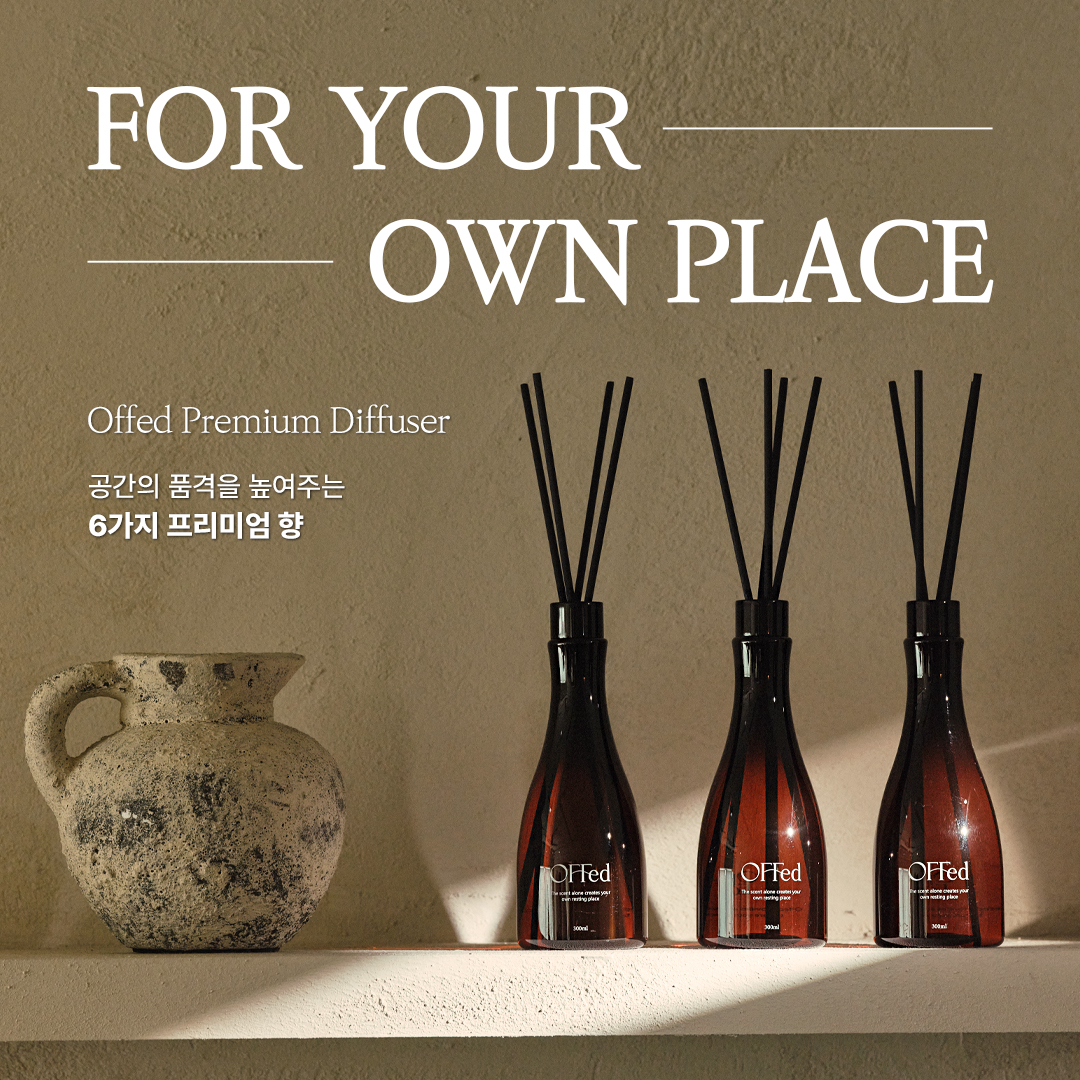 FOR YOUR
OWN PLACE
Offed Premium Diffuser
공간의 품격을 높여주는
6가지 프리미엄 향
OFFed
The scent alone creates your
own resting place
300ml
OFFed
The scent alone creates your
own resting place
300ml
OFFed
The scent alone creates your
own resting place
300ml